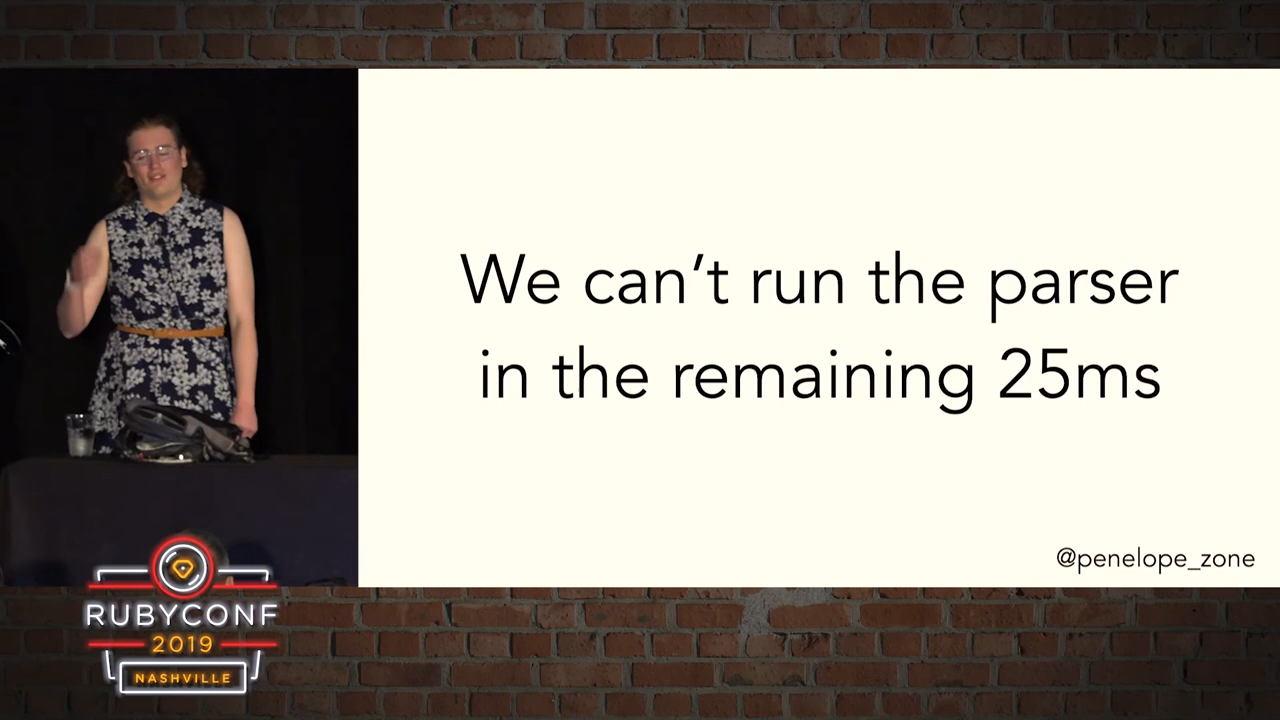 We can’t run the parser
in the remaining 25ms
@penelope_zone
RUBYCONF
2019
NASHVILLE